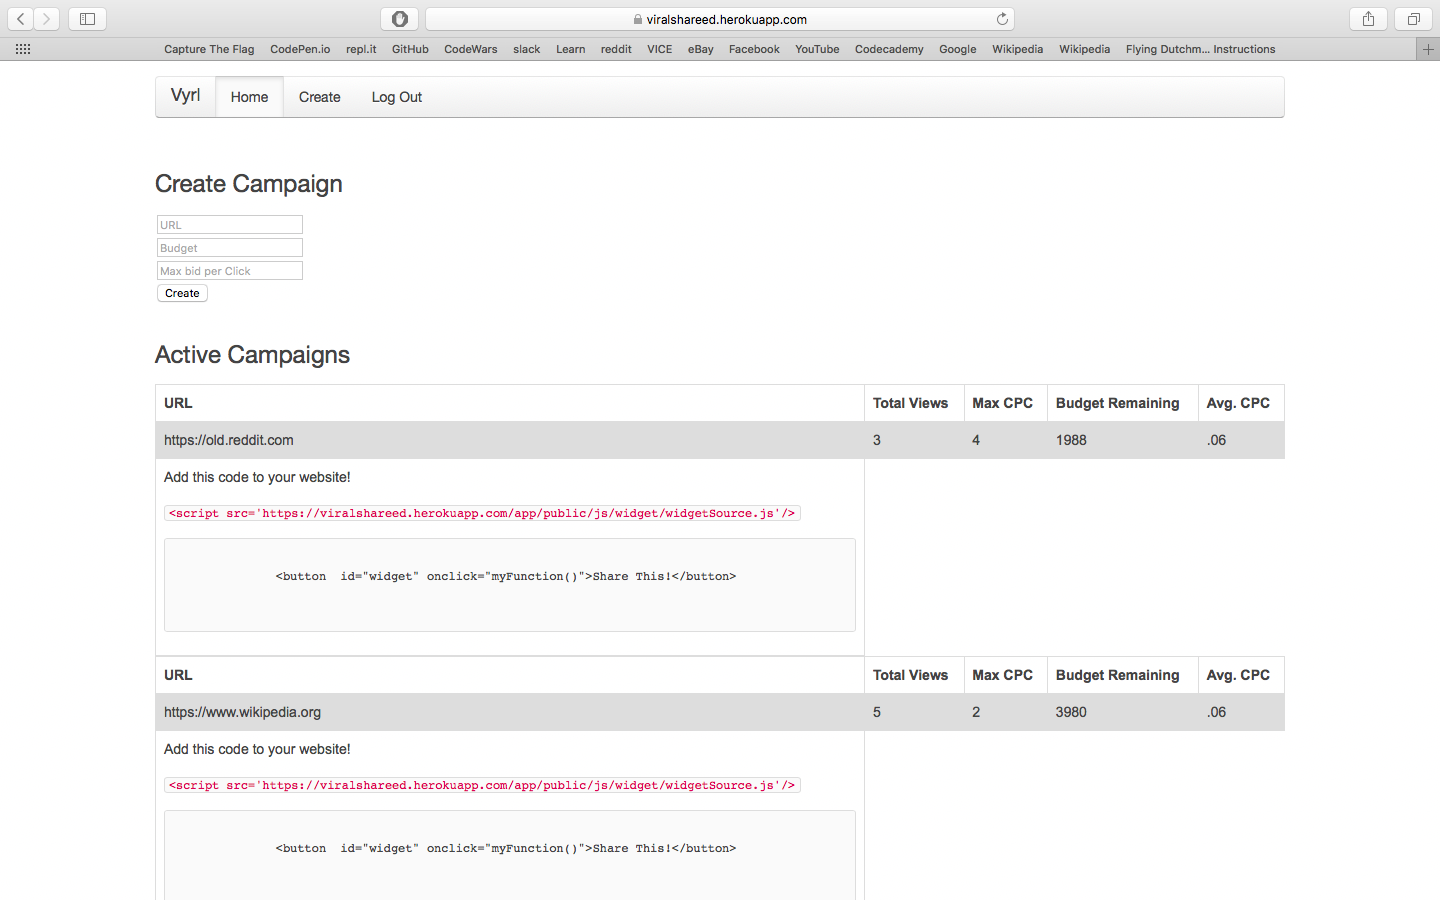 viralshareed.herokuapp.com
Capture The Flag CodePen.io repl.it GitHub CodeWars slack Learn reddit VICE eBay Facebook YouTube Codecademy Google Wikipedia Wikipedia Flying Dutchm... Instructions
Vyrl Home Create Log Out
Create Campaign
URL
Budget
Max bid per Click
Create
Active Campaigns
URL Total Views Max CPC Budget Remaining Avg. CPC
https://old.reddit.com 3 4 1988 .06
Add this code to your website!
<script src='https://viralshareed.herokuapp.com/app/public/js/widget/widgetSource.js'/>
<button  id="widget" onclick="myFunction()">Share This!</button>
URL Total Views Max CPC Budget Remaining Avg. CPC
https://www.wikipedia.org 5 2 3980 .06
Add this code to your website!
<script src='https://viralshareed.herokuapp.com/app/public/js/widget/widgetSource.js'/>
<button  id="widget" onclick="myFunction()">Share This!</button>